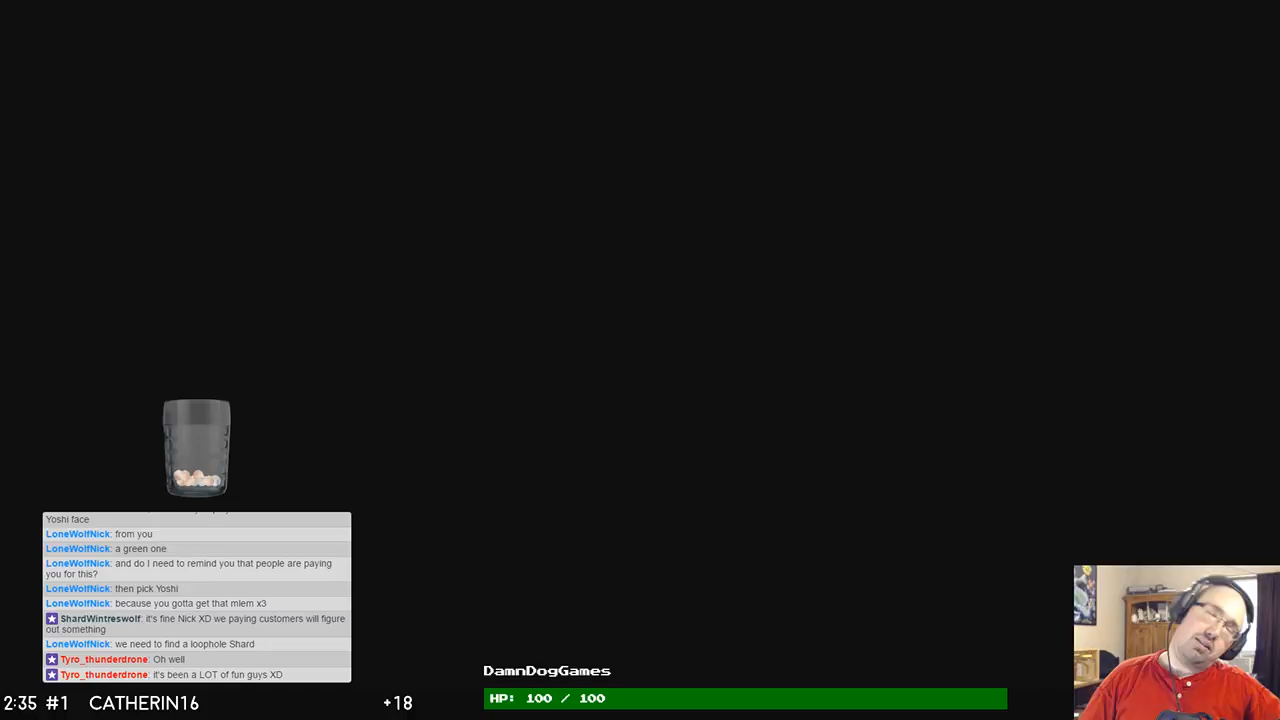 Yoshi face
LoneWolfNick: from you
LoneWolfNick: a green one
LoneWolfNick: and do I need to remind you that people are paying
you for this?
LoneWolfNick: then pick Yoshi
LoneWolfNick: because you gotta get that mlem x3
ShardWintreswolf: it's fine Nick XD we paying customers will figure
out something
LoneWolfNick: we need to find a loophole Shard
Tyro_thunderdrone: Oh well
Tyro_thunderdrone: it's been a LOT of fun guys XD
2:35 #1 CATHERIN16 +18
DamnDogGames
HP: 100 / 100